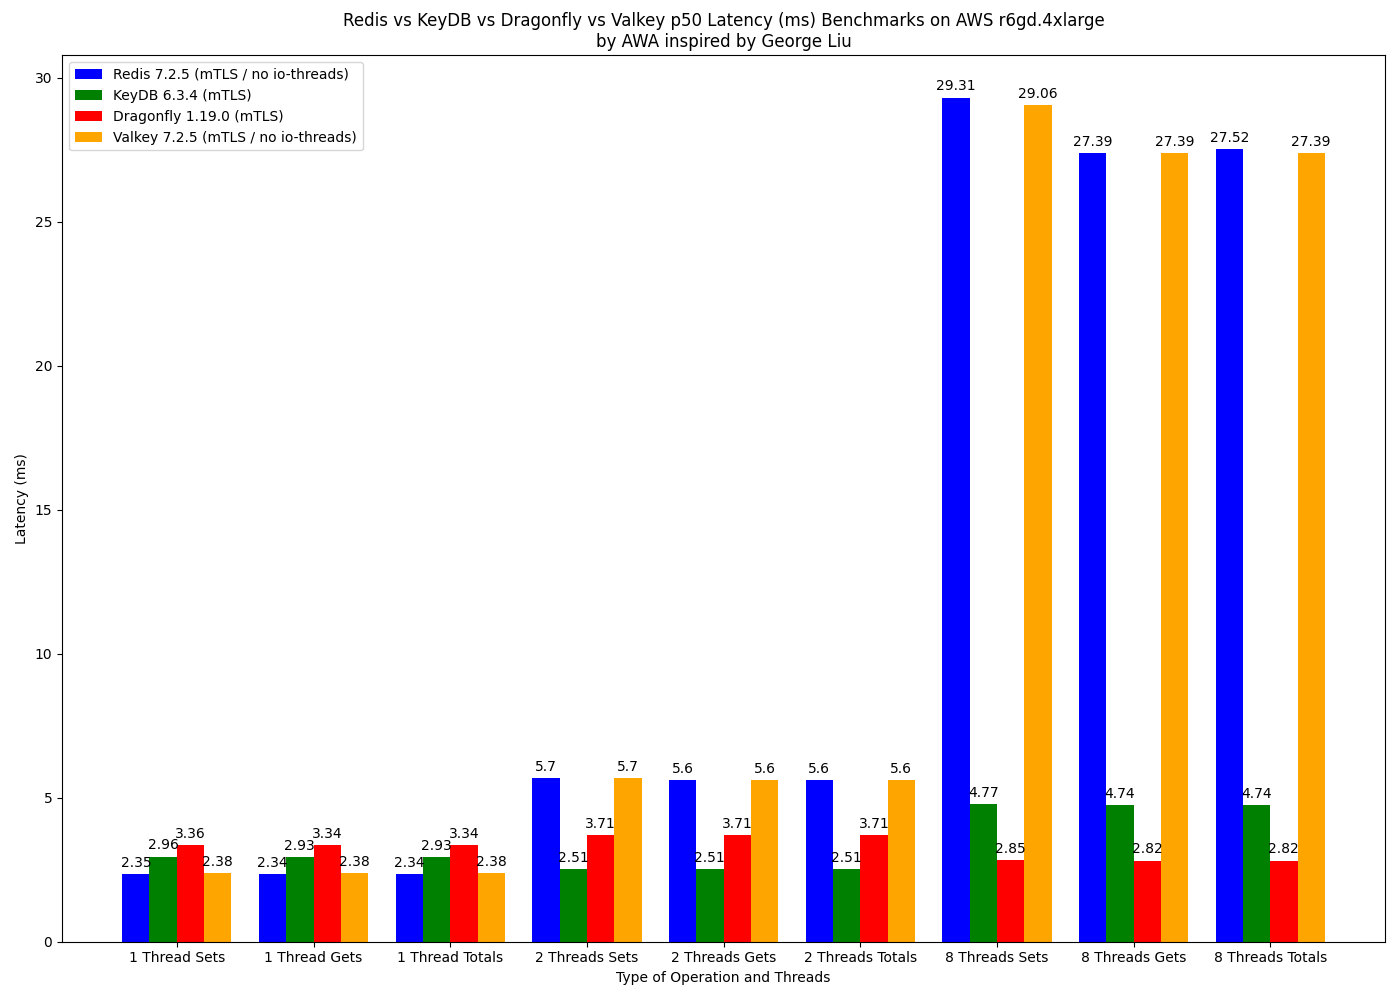 Redis vs KeyDB vs Dragonfly vs Valkey p50 Latency (ms) Benchmarks on AWS r6gd.4xlarge
by AWA inspired by George Liu
Redis 7.2.5 (mTLS / no io-threads)
KeyDB 6.3.4 (mTLS)
Dragonfly 1.19.0 (mTLS)
Valkey 7.2.5 (mTLS / no io-threads)
Latency (ms)
30
25
20
15
10
5
0
2.35
2.96
3.36
2.38
2.34
2.93
3.34
2.38
2.34
2.93
3.34
2.38
5.7
2.51
3.71
5.7
5.6
2.51
3.71
5.6
5.6
2.51
3.71
5.6
29.31
4.77
2.85
29.06
27.39
4.74
2.82
27.39
27.52
4.74
2.82
27.39
1 Thread Sets
1 Thread Gets
1 Thread Totals
2 Threads Sets
2 Threads Gets
2 Threads Totals
8 Threads Sets
8 Threads Gets
8 Threads Totals
Type of Operation and Threads